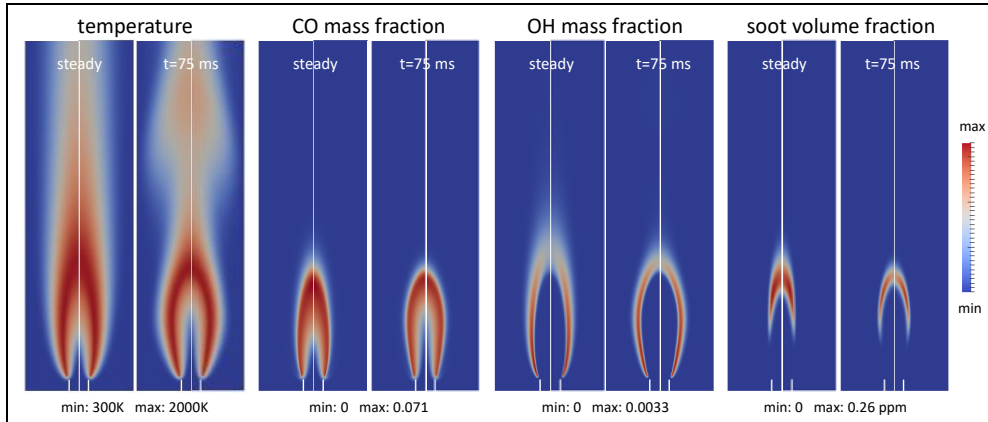 temperature CO mass fraction OH mass fraction soot volume fraction
steady t=75 ms steady t=75 ms steady t=75 ms steady t=75 ms
max
min
min: 300K max: 2000K min: 0 max: 0.071 min: 0 max: 0.0033 min: 0 max: 0.26 ppm